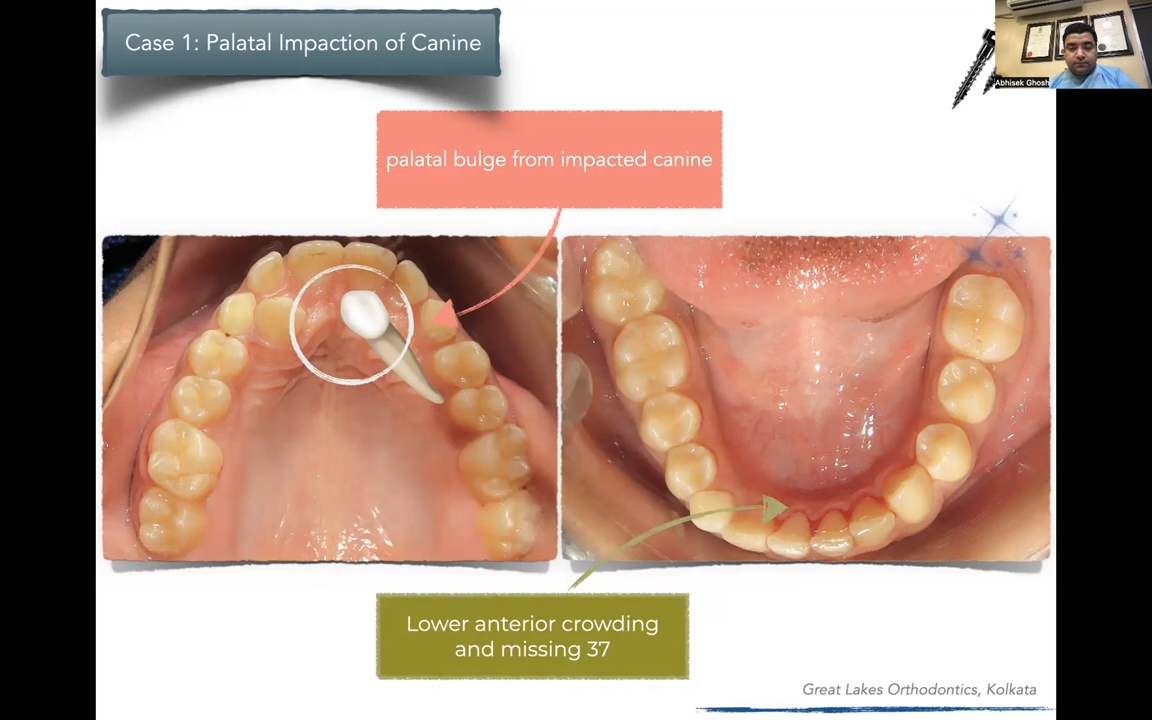 Case 1: Palatal Impaction of Canine
Abhisek Ghosh
palatal bulge from impacted canine
Lower anterior crowding
and missing 37
Great Lakes Orthodontics, Kolkata